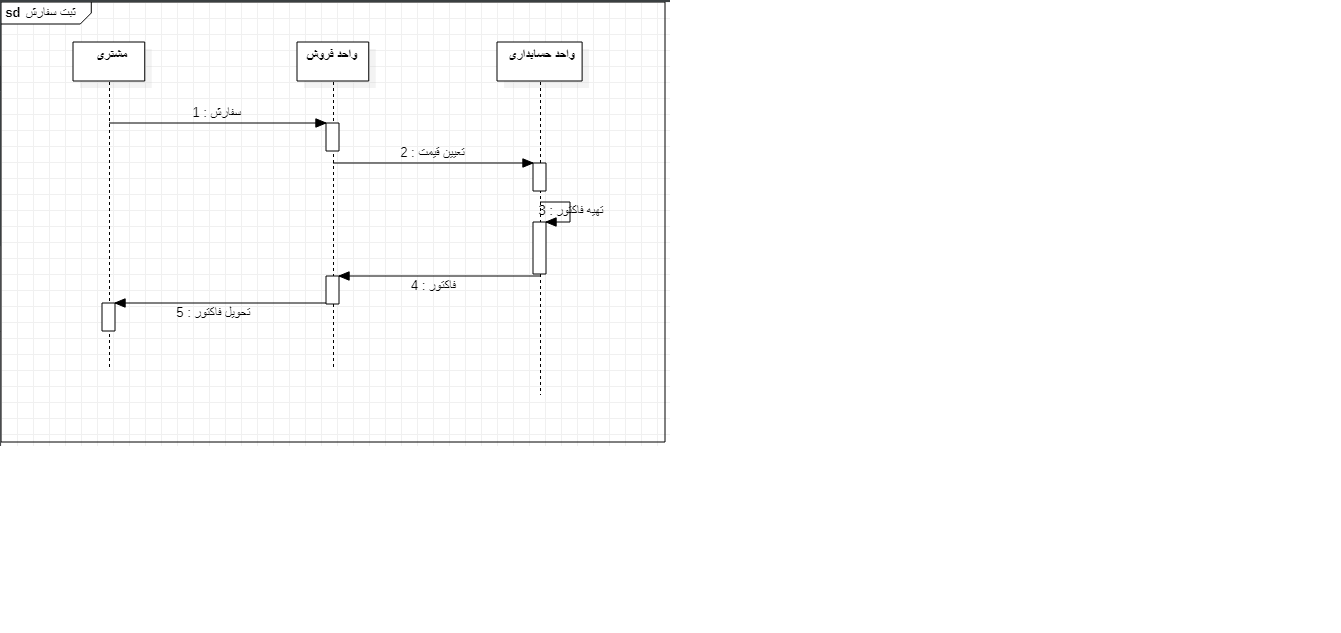 sd ثبت سفارش
مشتری
واحد فروش
واحد حسابداری
1 : سفارش
2 : تعیین قیمت
3 : تهیه فاکتور
4 : فاکتور
5 : تحویل فاکتور